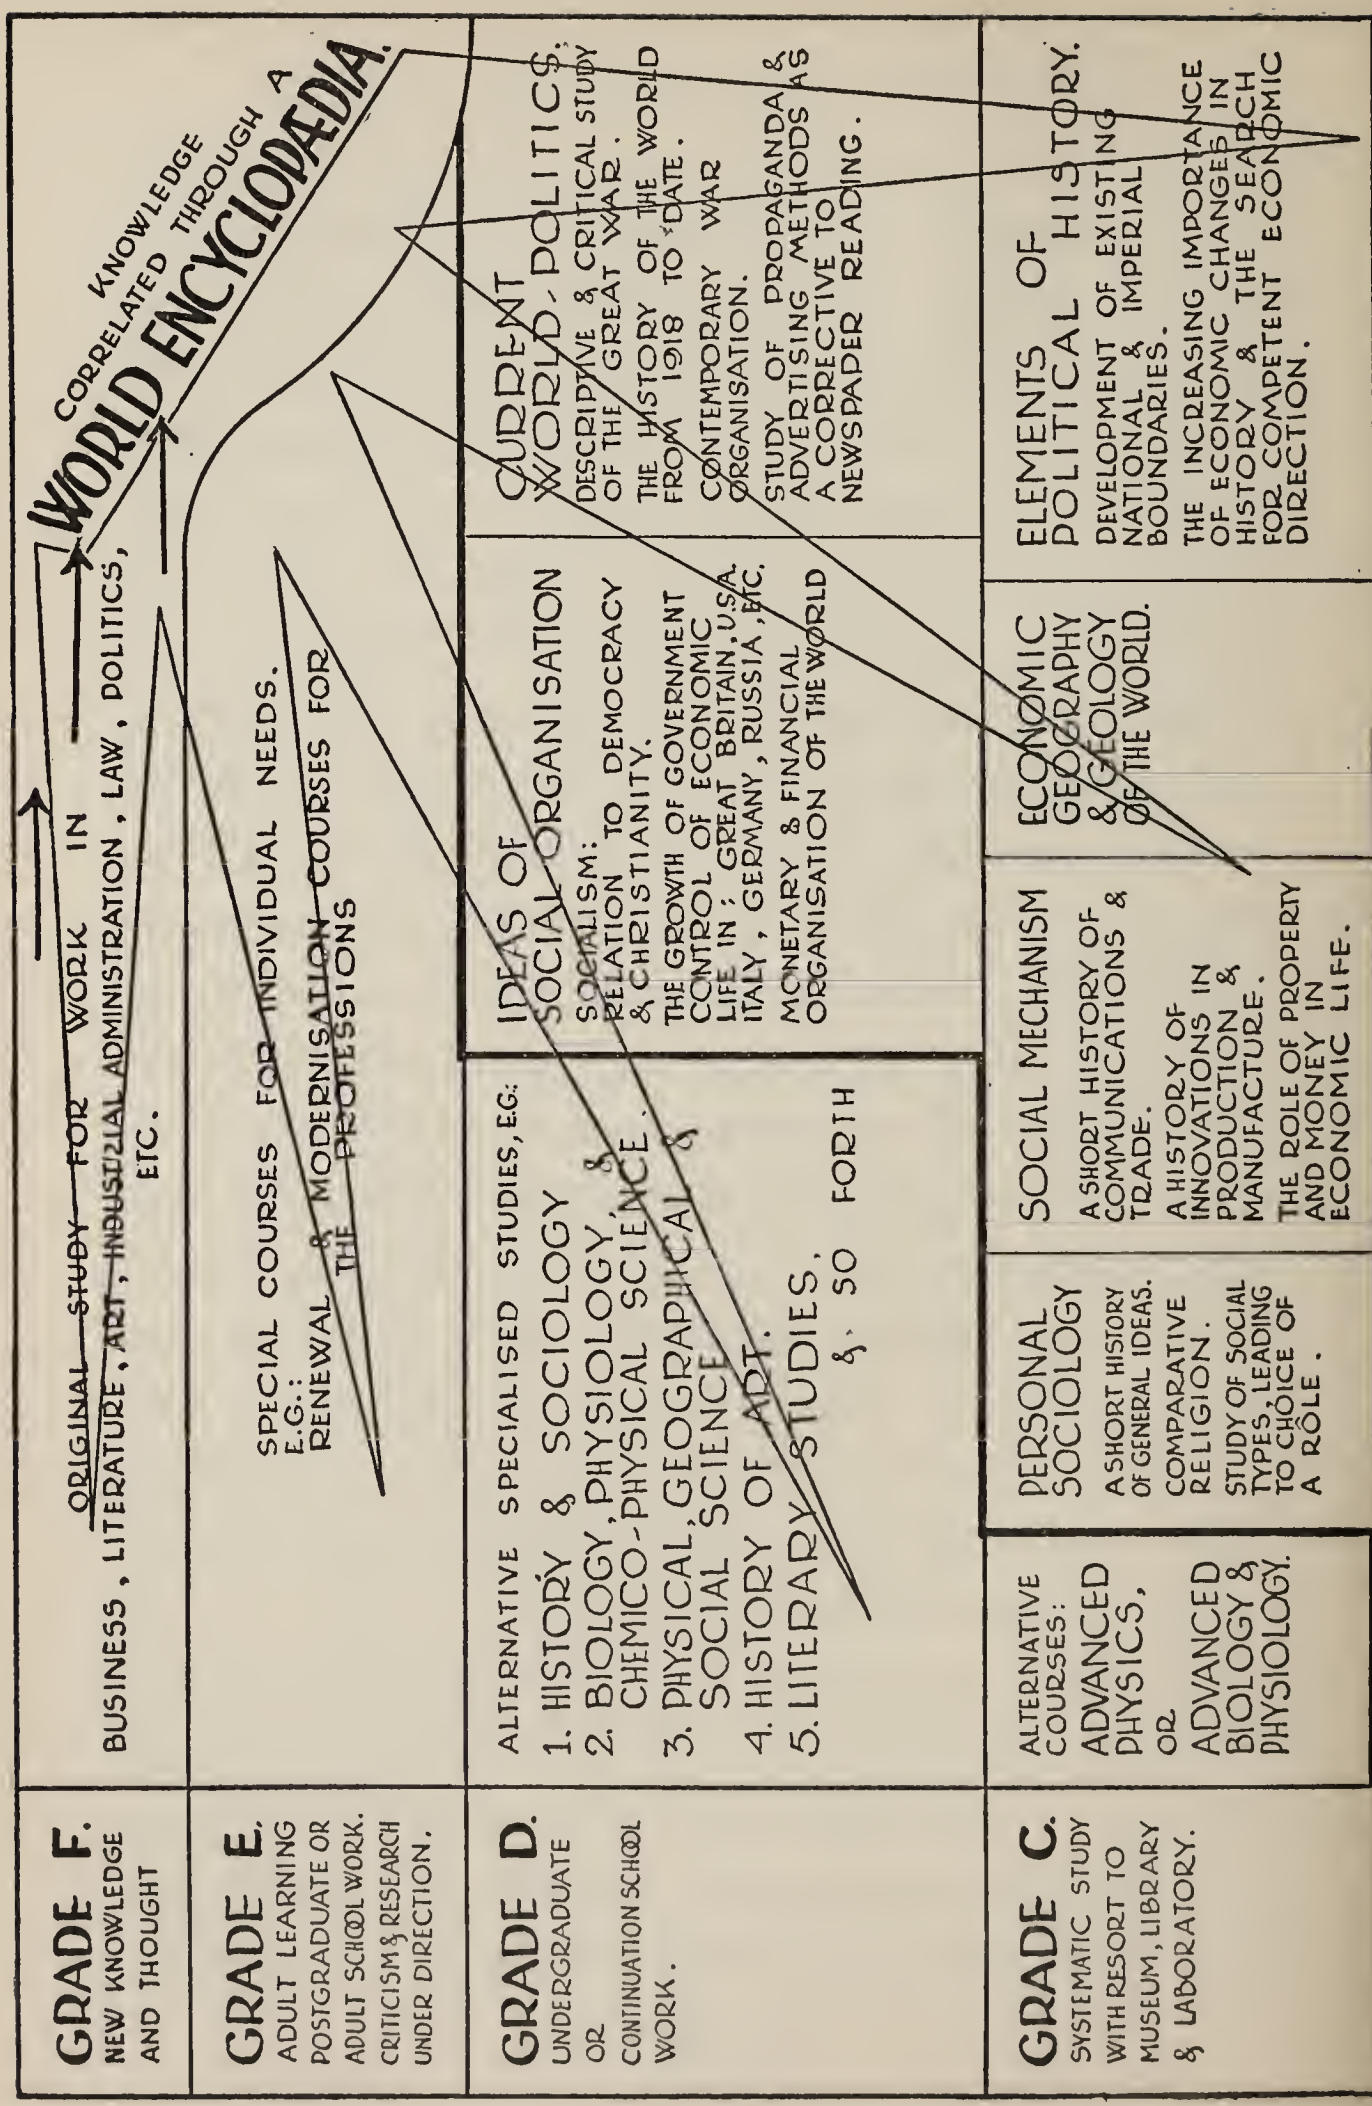 GRADE F.
NEW KNOWLEDGE
AND THOUGHT
ORIGINAL STUDY FOR WORK IN
BUSINESS, LITERATURE, ART, INDUSTRIAL ADMINISTRATION, LAW, POLITICS,
ETC.
KNOWLEDGE
CORRELATED THROUGH A
WORLD ENCYCLOPÆDIA.
GRADE E.
ADULT LEARNING
POSTGRADUATE OR
ADULT SCHOOL WORK.
CRITICISM & RESEARCH
UNDER DIRECTION.
SPECIAL COURSES FOR INDIVIDUAL NEEDS.
E.G.:
RENEWAL & MODERNISATION COURSES FOR
THE PROFESSIONS
GRADE D.
UNDERGRADUATE
OR
CONTINUATION SCHOOL
WORK.
ALTERNATIVE SPECIALISED STUDIES, E.G.:
1. HISTORY & SOCIOLOGY
2. BIOLOGY, PHYSIOLOGY, &
CHEMICO-PHYSICAL SCIENCE.
3. PHYSICAL, GEOGRAPHICAL &
SOCIAL SCIENCE
4. HISTORY OF ART.
5. LITERARY STUDIES,
&. SO FORTH
IDEAS OF
SOCIAL ORGANISATION
SOCIALISM:
RELATION TO DEMOCRACY
& CHRISTIANITY.
THE GROWTH OF GOVERNMENT
CONTROL OF ECONOMIC
LIFE IN: GREAT BRITAIN, U.S.A.
ITALY, GERMANY, RUSSIA, ETC.
MONETARY & FINANCIAL
ORGANISATION OF THE WORLD
CURRENT
WORLD-POLITICS.
DESCRIPTIVE & CRITICAL STUDY
OF THE GREAT WAR.
THE HISTORY OF THE WORLD
FROM 1918 TO DATE.
CONTEMPORARY WAR
ORGANISATION.
STUDY OF PROPAGANDA &
ADVERTISING METHODS AS
A CORRECTIVE TO
NEWSPAPER READING.
GRADE C.
SYSTEMATIC STUDY
WITH RESORT TO
MUSEUM, LIBRARY
& LABORATORY.
ALTERNATIVE
COURSES:
ADVANCED
PHYSICS,
OR
ADVANCED
BIOLOGY &
PHYSIOLOGY.
PERSONAL
SOCIOLOGY
A SHORT HISTORY
OF GENERAL IDEAS.
COMPARATIVE
RELIGION.
STUDY OF SOCIAL
TYPES, LEADING
TO CHOICE OF
A RÔLE.
SOCIAL MECHANISM
A SHORT HISTORY OF
COMMUNICATIONS &
TRADE.
A HISTORY OF
INNOVATIONS IN
PRODUCTION &
MANUFACTURE.
THE ROLE OF PROPERTY
AND MONEY IN
ECONOMIC LIFE.
ECONOMIC
GEOGRAPHY
& GEOLOGY
OF THE WORLD.
ELEMENTS OF
POLITICAL HISTORY.
DEVELOPMENT OF EXISTING
NATIONAL & IMPERIAL
BOUNDARIES.
THE INCREASING IMPORTANCE
OF ECONOMIC CHANGES IN
HISTORY & THE SEARCH
FOR COMPETENT ECONOMIC
DIRECTION.